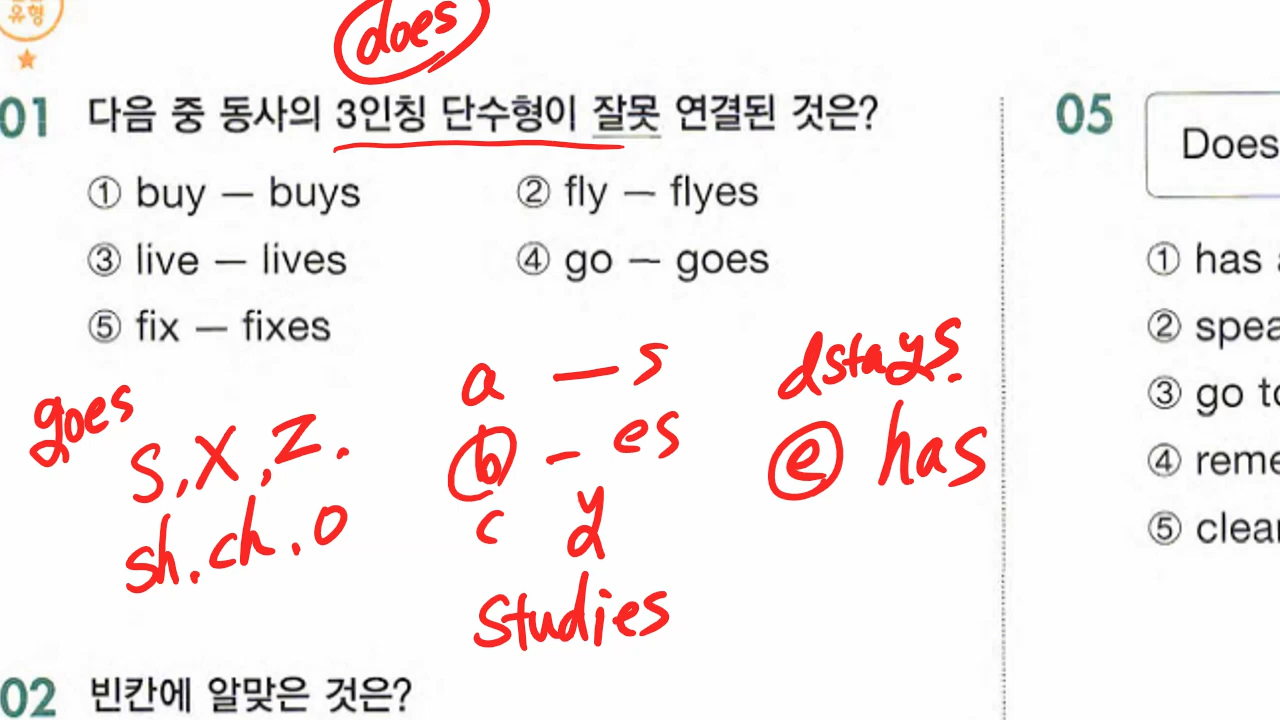 유형
does
01 다음 중 동사의 3인칭 단수형이 잘못 연결된 것은?
① buy — buys ② fly — flyes
③ live — lives ④ go — goes
⑤ fix — fixes
goes
s, x, z.
sh. ch. o
a — s
b - es
c y
studies
d stays.
e has
02 빈칸에 알맞은 것은?
05
Does
① has
② spea
③ go to
④ reme
⑤ clear